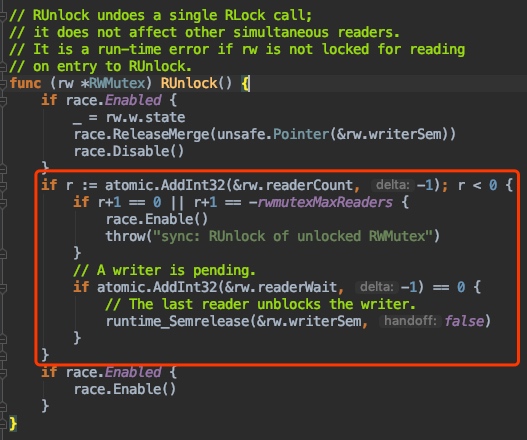 // RUnlock undoes a single RLock call;
// it does not affect other simultaneous readers.
// It is a run-time error if rw is not locked for reading
// on entry to RUnlock.
func (rw *RWMutex) RUnlock() {
    if race.Enabled {
        _ = rw.w.state
        race.ReleaseMerge(unsafe.Pointer(&rw.writerSem))
        race.Disable()
    }
    if r := atomic.AddInt32(&rw.readerCount, delta: -1); r < 0 {
        if r+1 == 0 || r+1 == -rwmutexMaxReaders {
            race.Enable()
            throw("sync: RUnlock of unlocked RWMutex")
        }
        // A writer is pending.
        if atomic.AddInt32(&rw.readerWait, delta: -1) == 0 {
            // The last reader unblocks the writer.
            runtime_Semrelease(&rw.writerSem, handoff: false)
        }
    }
    if race.Enabled {
        race.Enable()
    }
}